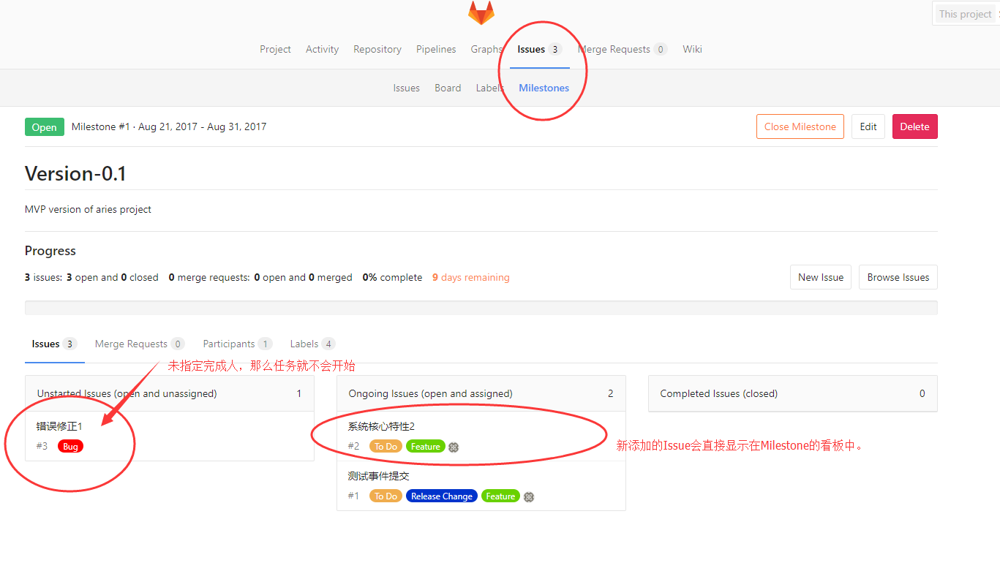 This project
Project Activity Repository Pipelines Graphs Issues 3 Merge Requests 0 Wiki
Issues Board Labels Milestones
Open Milestone #1 · Aug 21, 2017 - Aug 31, 2017 Close Milestone Edit Delete
Version-0.1
MVP version of aries project
Progress
3 issues: 3 open and 0 closed 0 merge requests: 0 open and 0 merged 0% complete 9 days remaining New Issue Browse Issues
Issues 3 Merge Requests 0 Participants 1 Labels 4
未指定完成人，那么任务就不会开始
Unstarted Issues (open and unassigned) 1
错误修正1
#3 Bug
Ongoing Issues (open and assigned) 2
系统核心特性2
#2 To Do Feature
新添加的Issue会直接显示在Milestone的看板中。
测试事件提交
#1 To Do Release Change Feature
Completed Issues (closed) 0